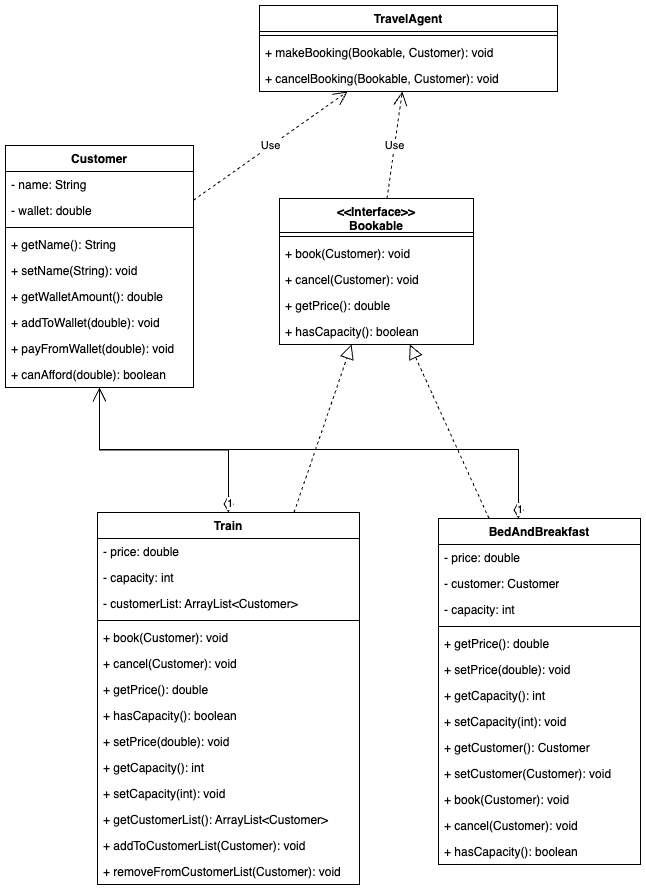 TravelAgent
+ makeBooking(Bookable, Customer): void
+ cancelBooking(Bookable, Customer): void
Use
Use
Customer
- name: String
- wallet: double
+ getName(): String
+ setName(String): void
+ getWalletAmount(): double
+ addToWallet(double): void
+ payFromWallet(double): void
+ canAfford(double): boolean
<<Interface>>
Bookable
+ book(Customer): void
+ cancel(Customer): void
+ getPrice(): double
+ hasCapacity(): boolean
1
1
Train
- price: double
- capacity: int
- customerList: ArrayList<Customer>
+ book(Customer): void
+ cancel(Customer): void
+ getPrice(): double
+ hasCapacity(): boolean
+ setPrice(double): void
+ getCapacity(): int
+ setCapacity(int): void
+ getCustomerList(): ArrayList<Customer>
+ addToCustomerList(Customer): void
+ removeFromCustomerList(Customer): void
BedAndBreakfast
- price: double
- customer: Customer
- capacity: int
+ getPrice(): double
+ setPrice(double): void
+ getCapacity(): int
+ setCapacity(int): void
+ getCustomer(): Customer
+ setCustomer(Customer): void
+ book(Customer): void
+ cancel(Customer): void
+ hasCapacity(): boolean